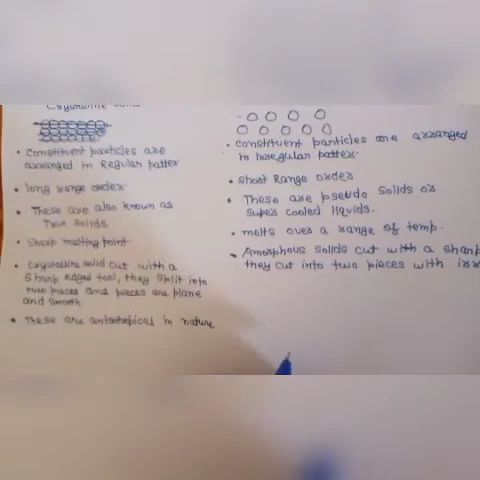 Crystalline
• constituent particles are
arranged in Regular patter
• long Range order
• These are also known as
True solids
• Sharp melting point
• Crystalline solid cut with a
sharp edged tool, they split into
two pieces and pieces are plane
and smooth.
• These are anisotropical in nature
• constituent particles are arranged
in Irregular patter.
• short Range order
• These are pseudo solids or
super cooled liquids.
• melts over a range of temp.
• Amorphous solids cut with a sharp
they cut into two pieces with irr